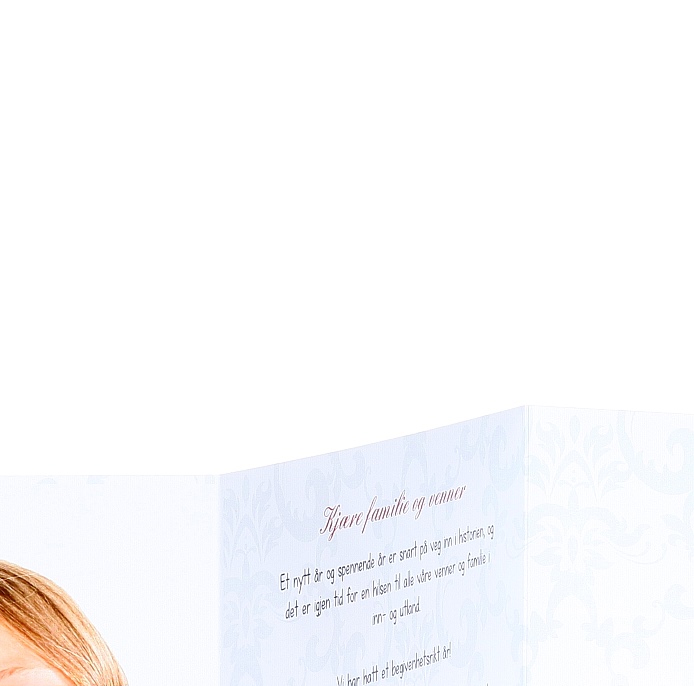 Kjære familie og venner
Et nytt år og spennende år er snart på veg inn i historien, og
det er igjen tid for en hilsen til alle våre venner og familie i
inn- og utland.
Vi har hatt et begivenhetsrikt år!